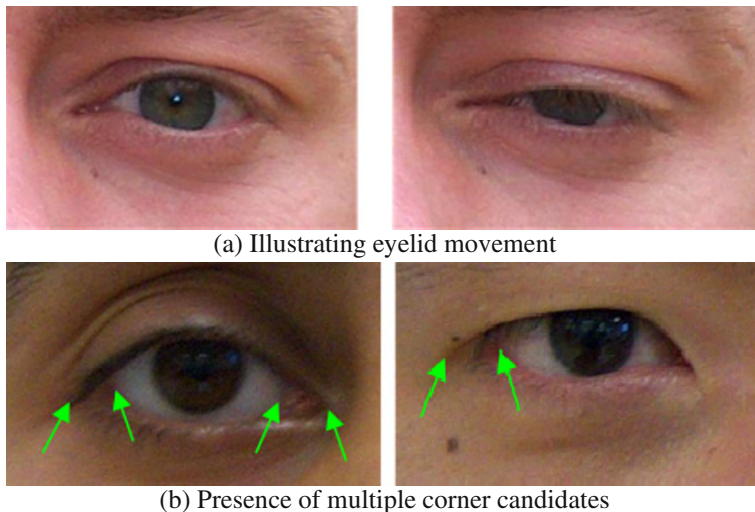 (a) Illustrating eyelid movement
(b) Presence of multiple corner candidates